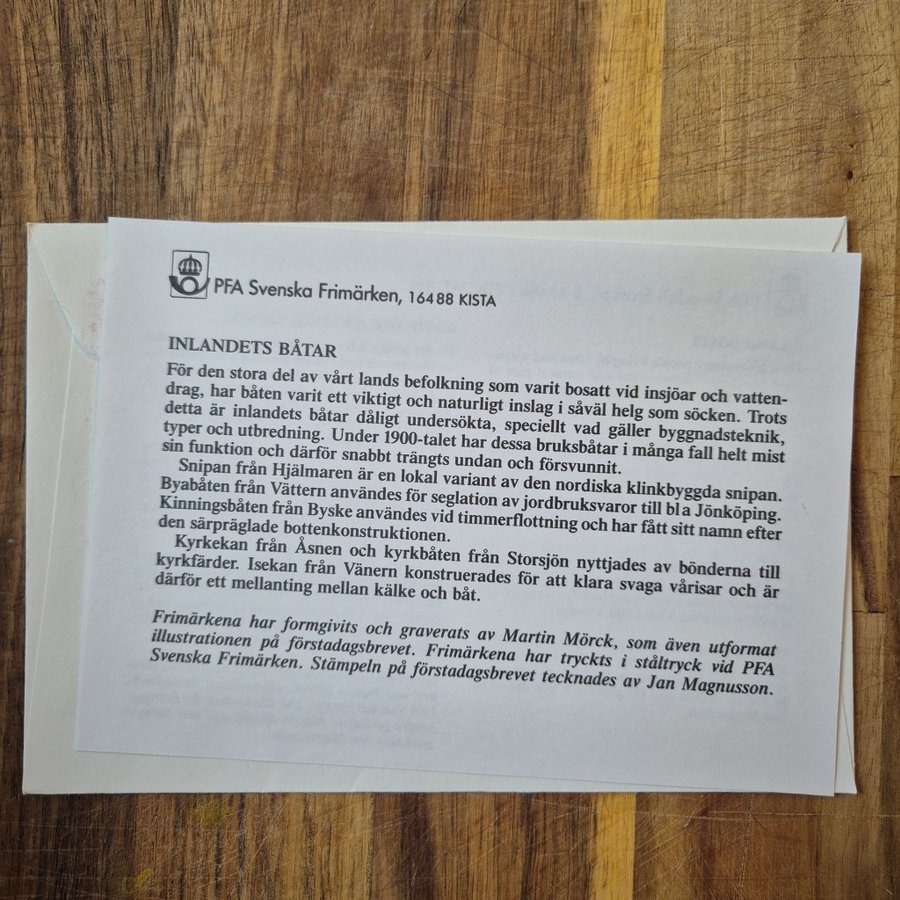 PFA Svenska Frimärken, 164 88 KISTA
INLANDETS BÅTAR
För den stora del av vårt lands befolkning som varit bosatt vid insjöar och vatten-
drag, har båten varit ett viktigt och naturligt inslag i såväl helg som söcken. Trots
detta är inlandets båtar dåligt undersökta, speciellt vad gäller byggnadsteknik,
typer och utbredning. Under 1900-talet har dessa bruksbåtar i många fall helt mist
sin funktion och därför snabbt trängts undan och försvunnit.
Snipan från Hjälmaren är en lokal variant av den nordiska klinkbyggda snipan.
Byabåten från Vättern användes för seglation av jordbruksvaror till bl a Jönköping.
Kinningsbåten från Byske användes vid timmerflottning och har fått sitt namn efter
den särpräglade bottenkonstruktionen.
Kyrkekan från Åsnen och kyrkbåten från Storsjön nyttjades av bönderna till
kyrkfärder. Isekan från Vänern konstruerades för att klara svaga vårisar och är
därför ett mellanting mellan kälke och båt.
Frimärkena har formgivits och graverats av Martin Mörck, som även utformat
illustrationen på förstadagsbrevet. Frimärkena har tryckts i ståltryck vid PFA
Svenska Frimärken. Stämpeln på förstadagsbrevet tecknades av Jan Magnusson.